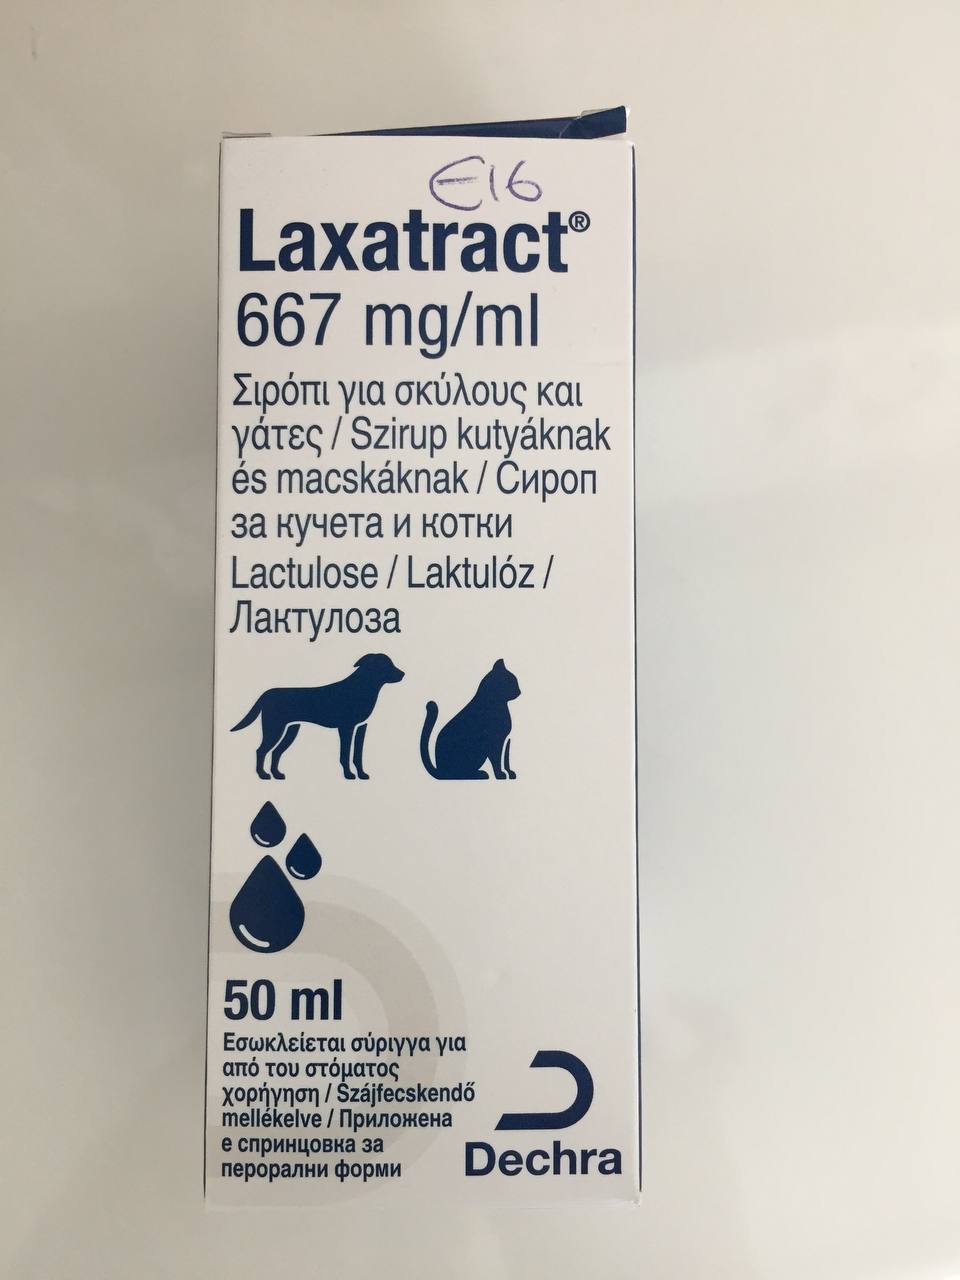 E16
Laxatract®
667 mg/ml
Σιρόπι για σκύλους και
γάτες / Szirup kutyáknak
és macskáknak / Сироп
за кучета и котки
Lactulose / Laktulóz /
Лактулоза
50 ml
Εσωκλείεται σύριγγα για
από του στόματος
χορήγηση / Szájfecskendő
mellékelve / Приложена
е спринцовка за
перорални форми
Dechra